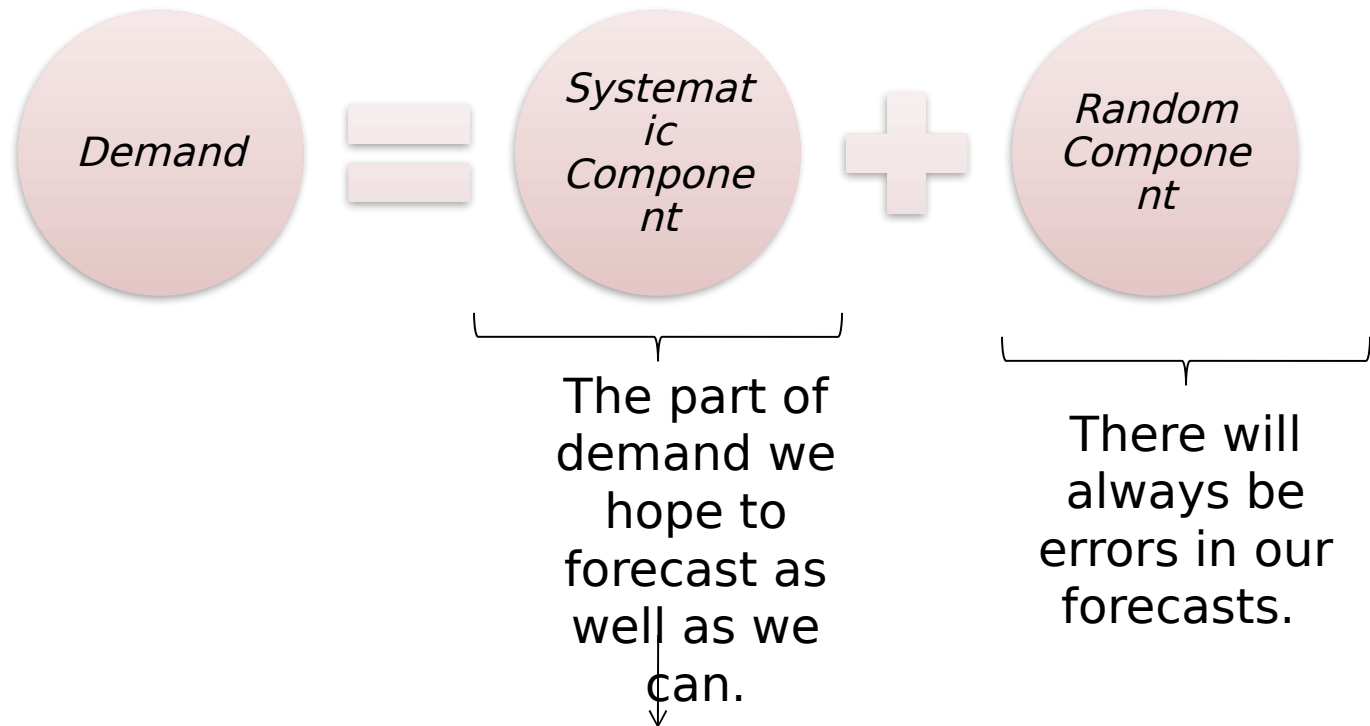 Demand
Systemat
ic
Compone
nt
Random
Compone
nt
The part of
demand we
hope to
forecast as
well as we
can.
There will
always be
errors in our
forecasts.